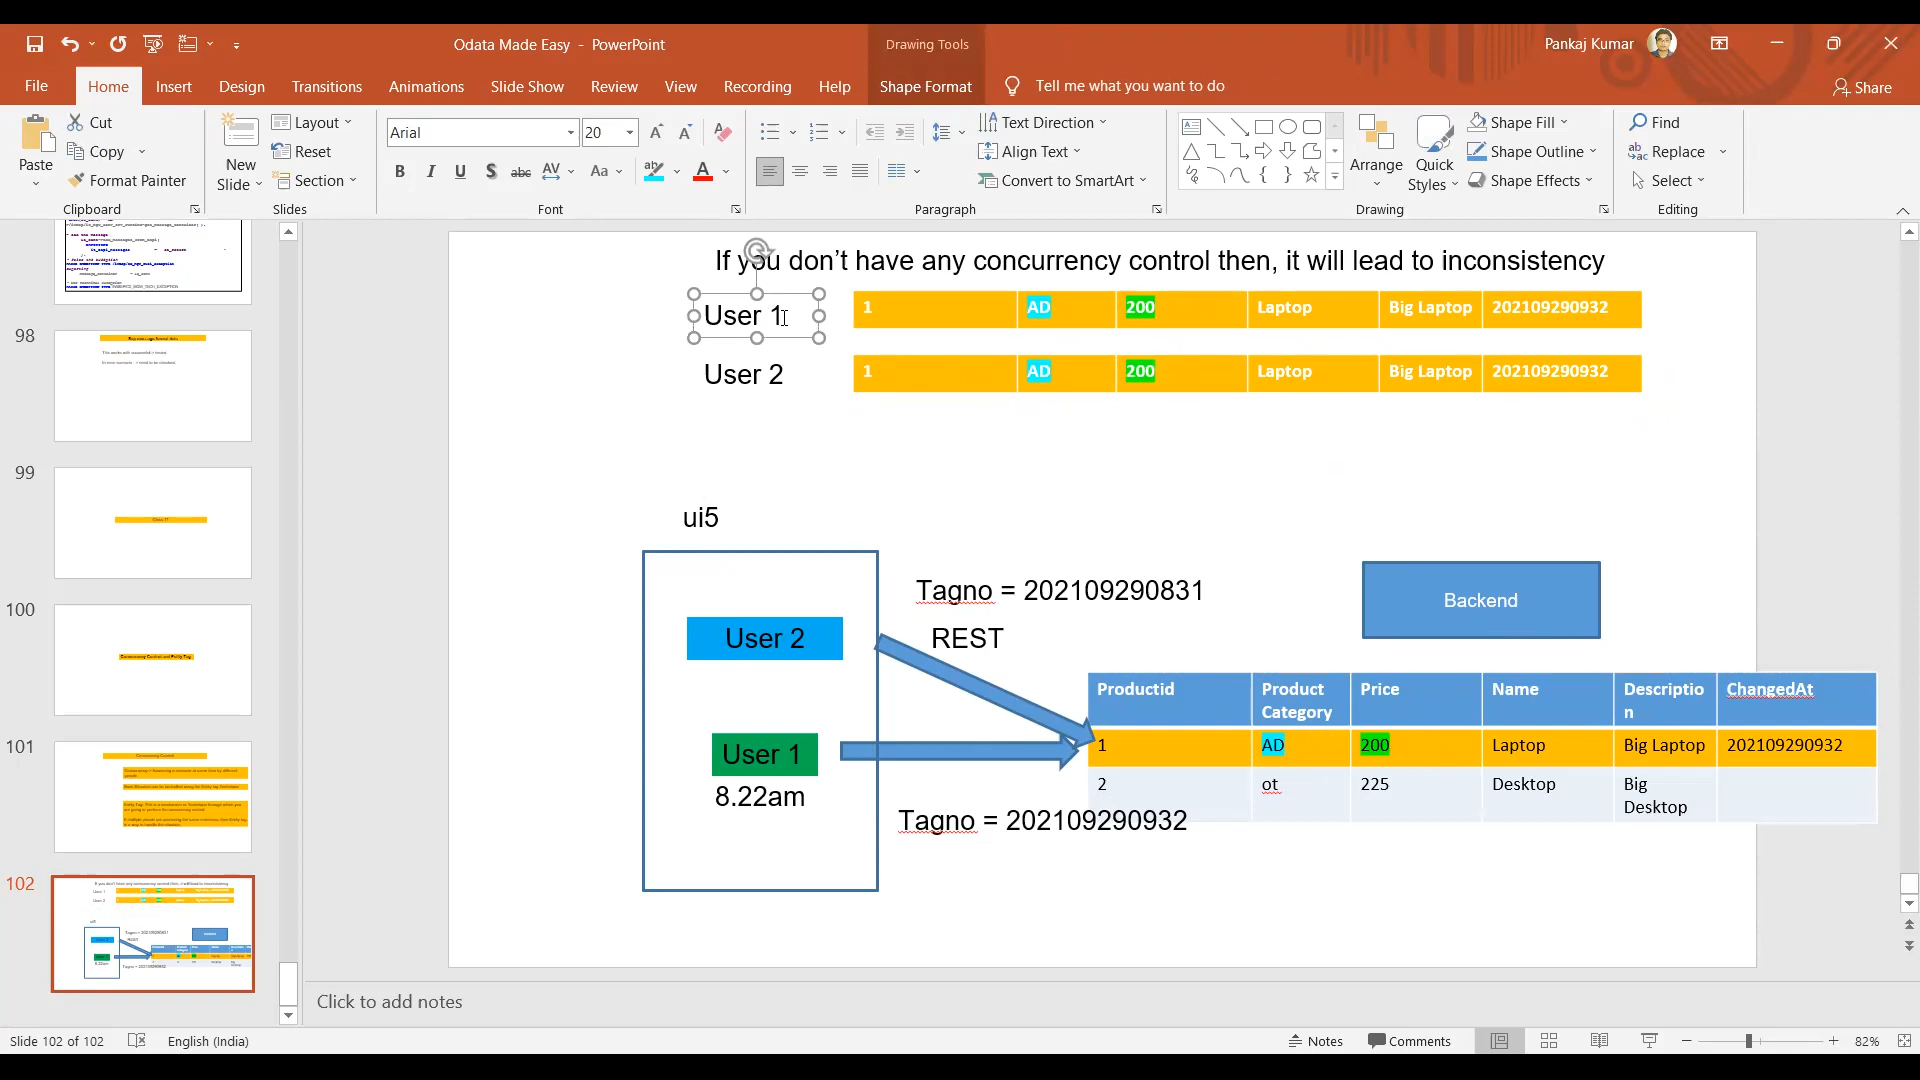 Odata Made Easy - PowerPoint
Drawing Tools
Pankaj Kumar
File
Home
Insert
Design
Transitions
Animations
Slide Show
Review
View
Recording
Help
Shape Format
Tell me what you want to do
Share
Paste
Cut
Copy
Format Painter
Clipboard
New
Slide
Layout
Reset
Section
Slides
Arial
20
Font
Text Direction
Align Text
Convert to SmartArt
Paragraph
Arrange
Quick
Styles
Shape Fill
Shape Outline
Shape Effects
Drawing
Find
Replace
Select
Editing
98
99
100
Concurrency Control and Entity Tag
101
Concurrency Control
102
If you don't have any concurrency control then, it will lead to inconsistency
User 1
1 AD 200 Laptop Big Laptop 202109290932
User 2
1 AD 200 Laptop Big Laptop 202109290932
ui5
Tagno = 202109290831
Backend
User 2
REST
Productid Product Price Name Descriptio ChangedAt
Category n
User 1
1 AD 200 Laptop Big Laptop 202109290932
8.22am
2 ot 225 Desktop Big
Desktop
Tagno = 202109290932
Click to add notes
Slide 102 of 102
English (India)
Notes
Comments
82%